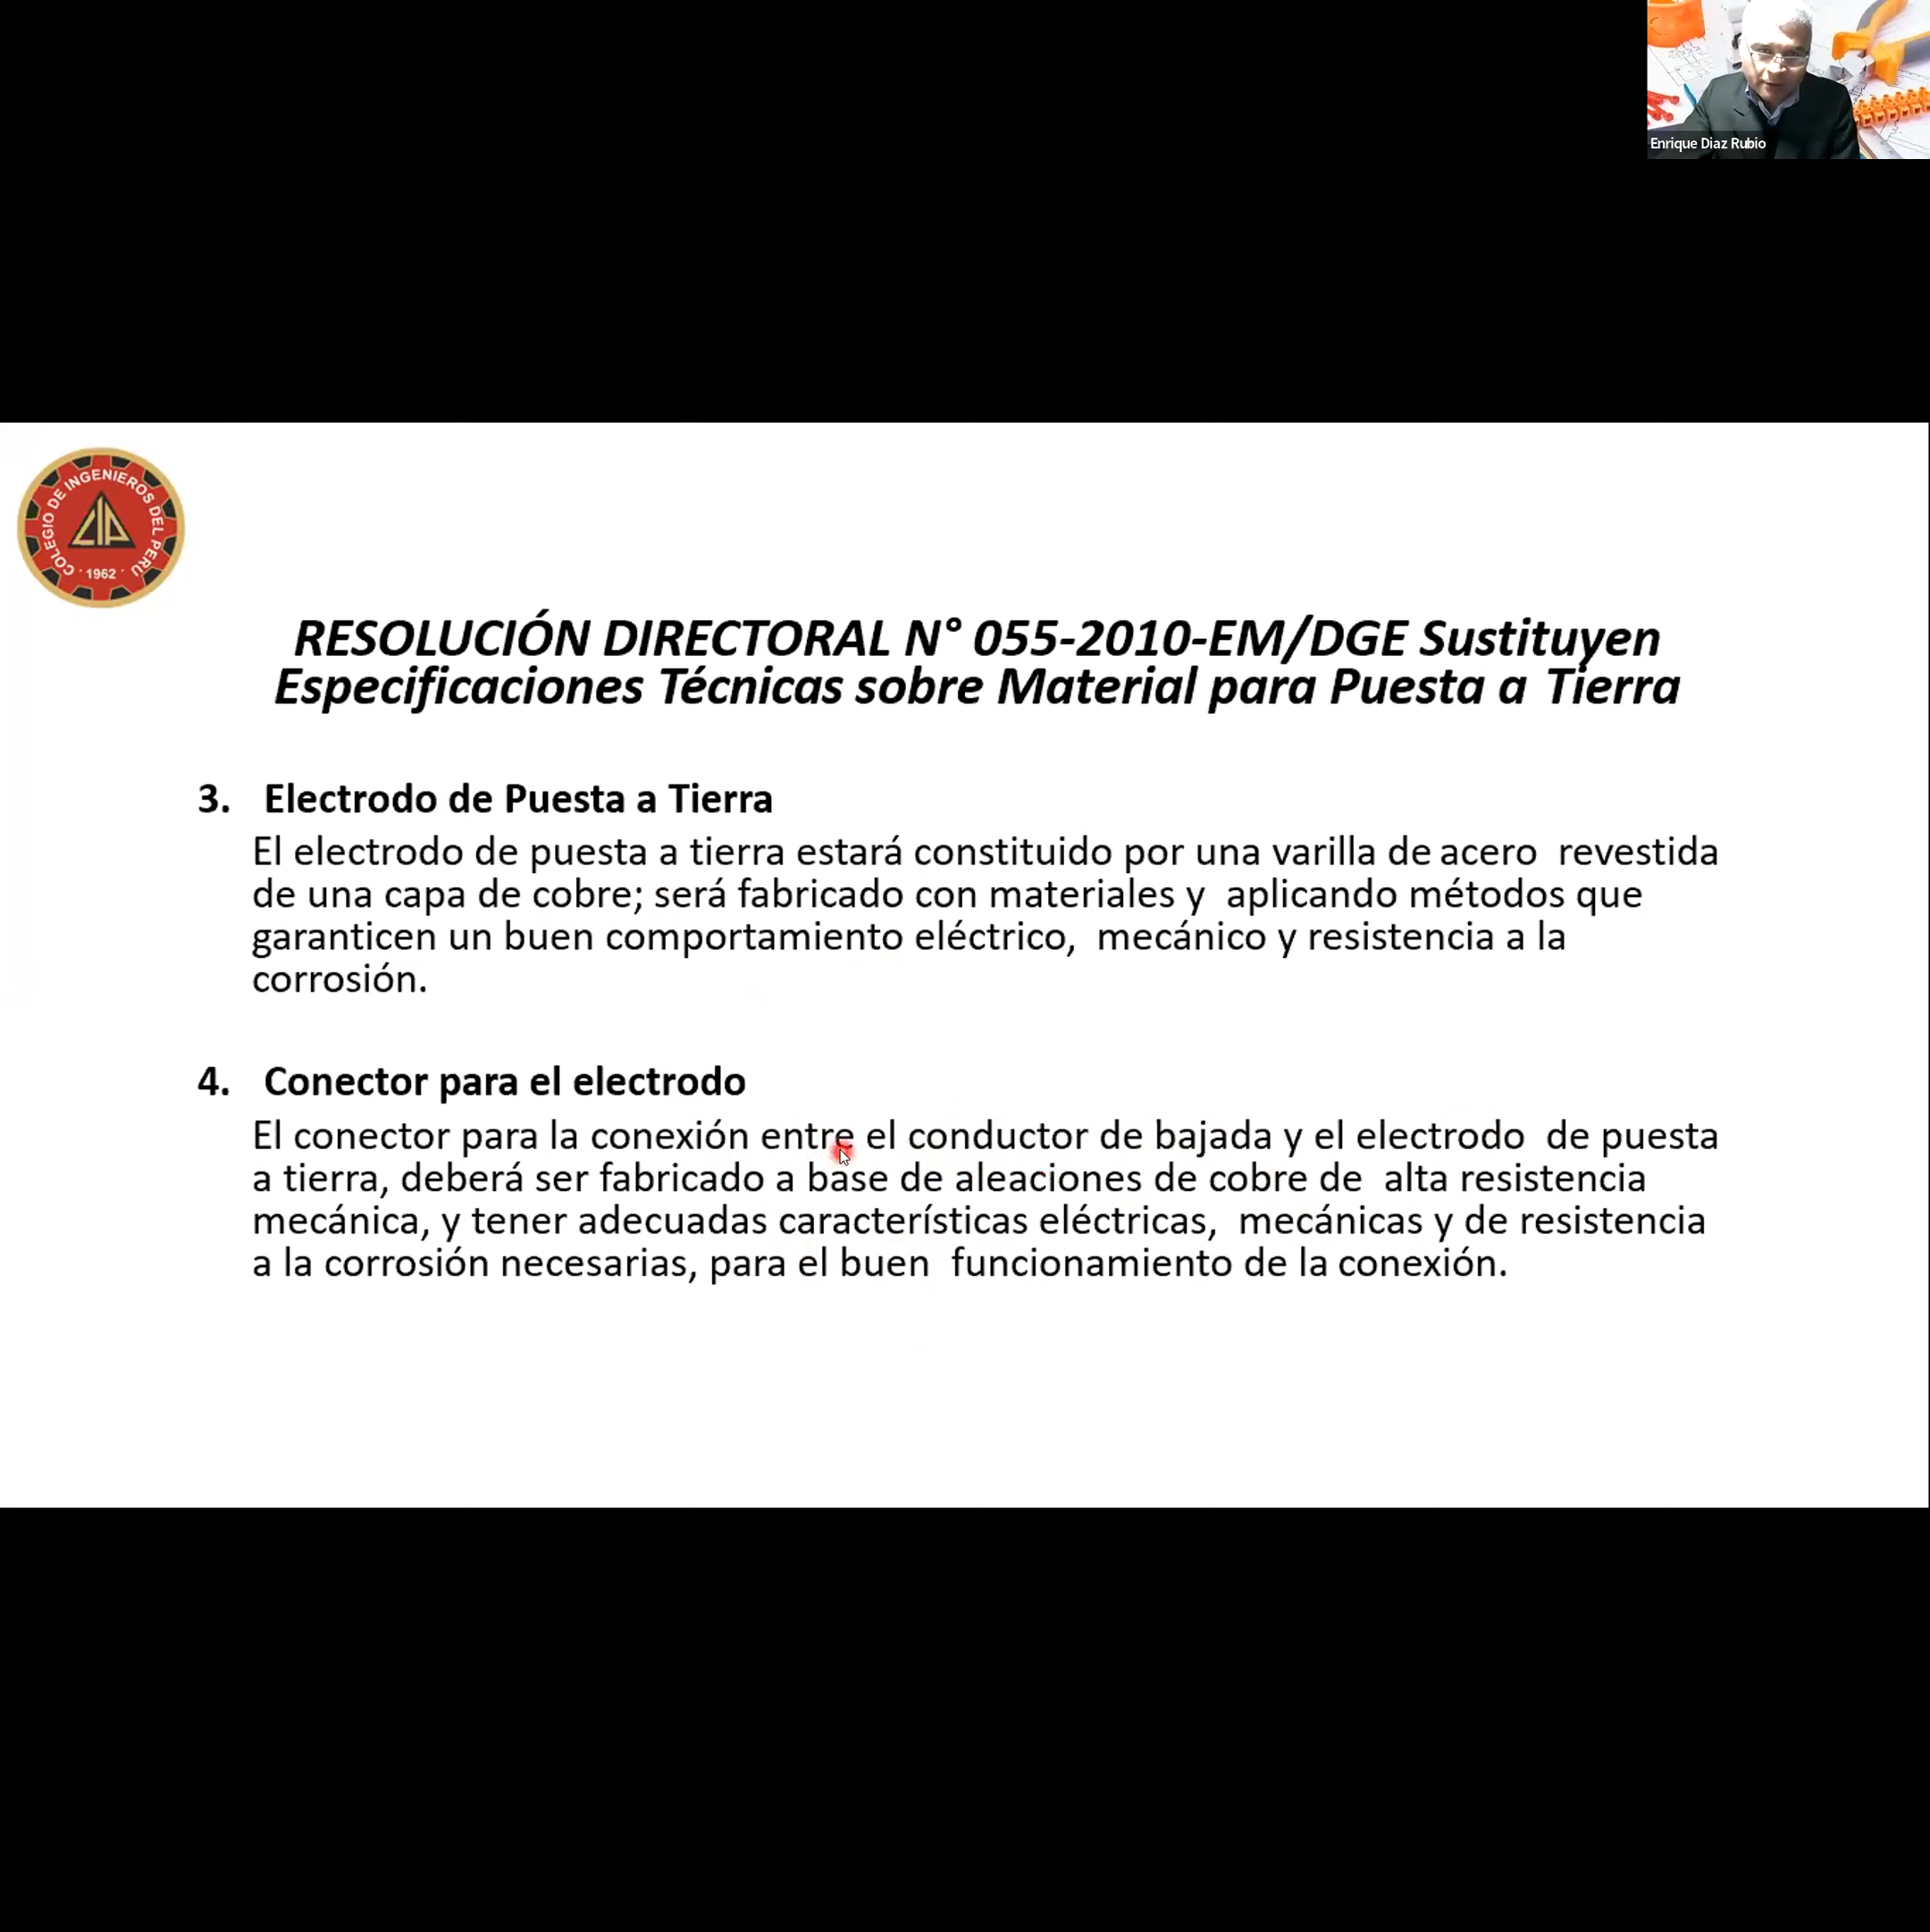 Enrique Diaz Rubio
COLEGIO DE INGENIEROS DEL PERÚ
CIP
· 1962 ·
RESOLUCIÓN DIRECTORAL N° 055-2010-EM/DGE Sustituyen
Especificaciones Técnicas sobre Material para Puesta a Tierra
3. Electrodo de Puesta a Tierra
El electrodo de puesta a tierra estará constituido por una varilla de acero revestida
de una capa de cobre; será fabricado con materiales y aplicando métodos que
garanticen un buen comportamiento eléctrico, mecánico y resistencia a la
corrosión.
4. Conector para el electrodo
El conector para la conexión entre el conductor de bajada y el electrodo de puesta
a tierra, deberá ser fabricado a base de aleaciones de cobre de alta resistencia
mecánica, y tener adecuadas características eléctricas, mecánicas y de resistencia
a la corrosión necesarias, para el buen funcionamiento de la conexión.